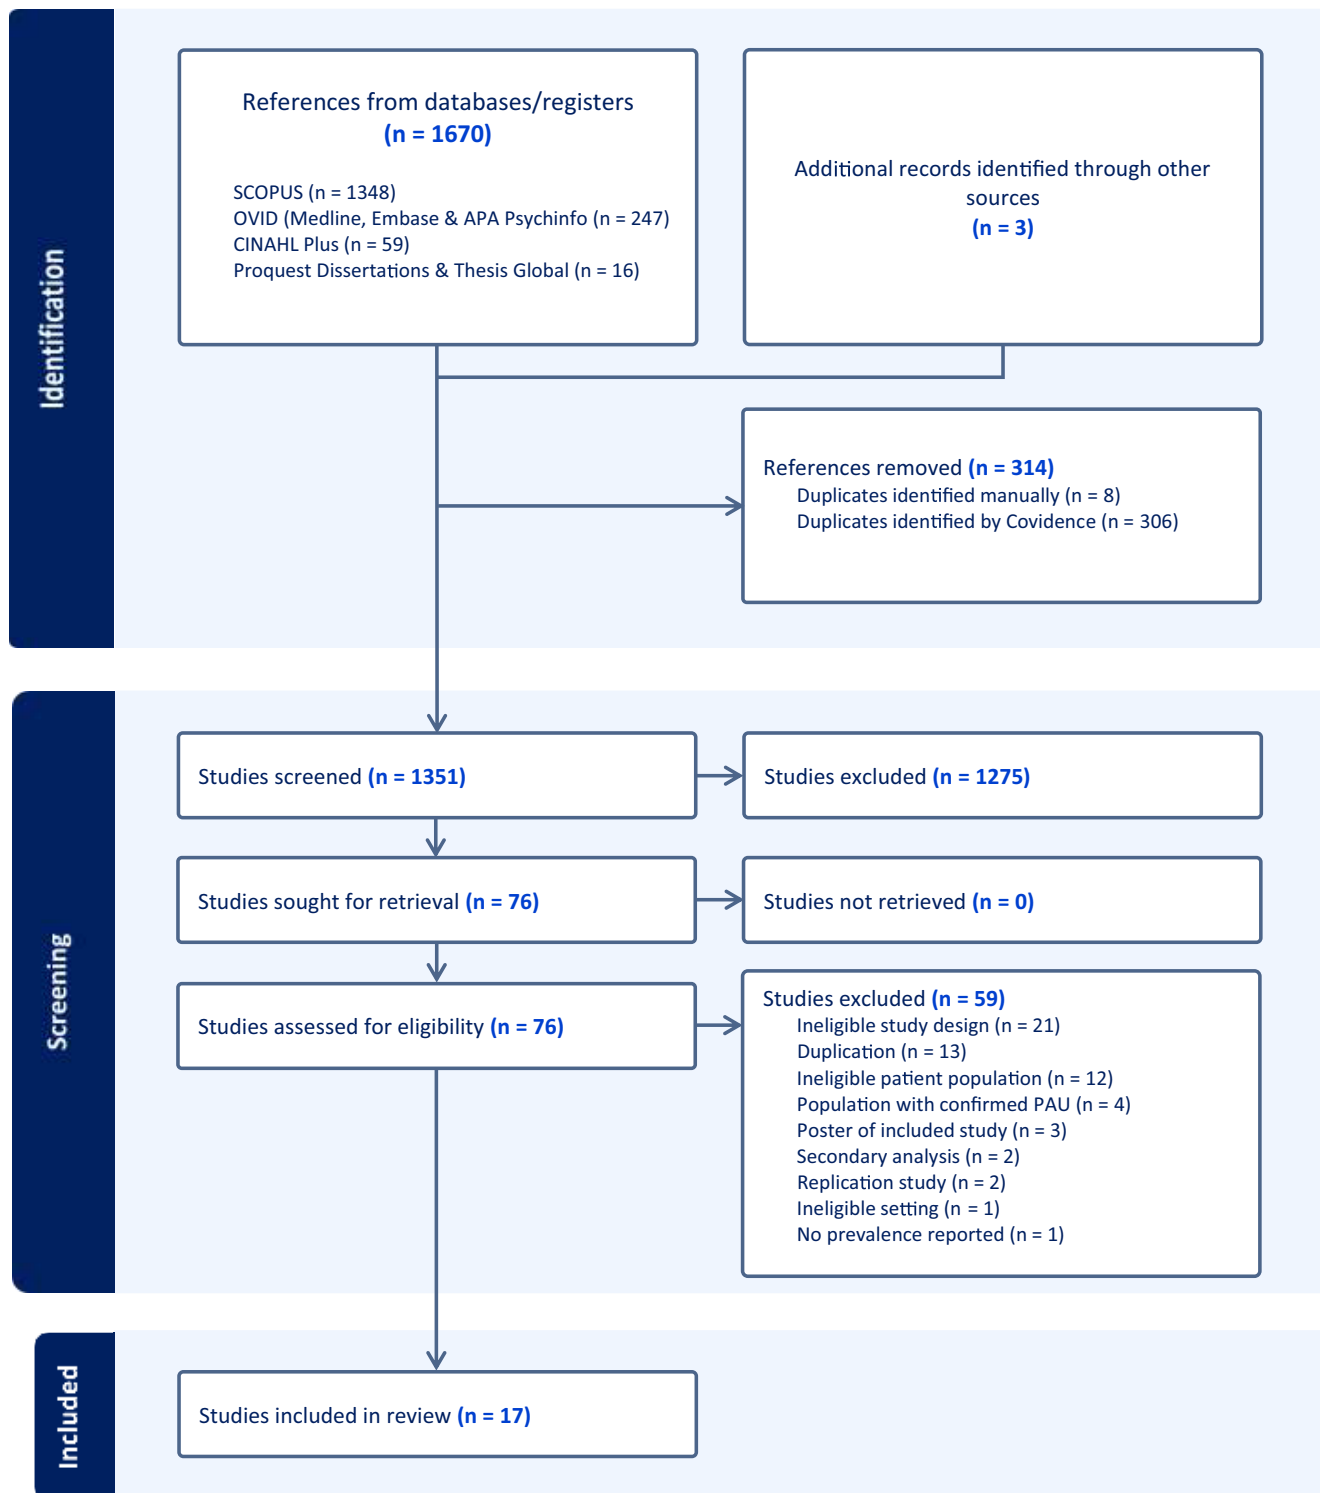 Identification
References from databases/registers
(n = 1670)
SCOPUS (n = 1348)
OVID (Medline, Embase & APA Psychinfo (n = 247)
CINAHL Plus (n = 59)
Proquest Dissertations & Thesis Global (n = 16)
Additional records identified through other
sources
(n = 3)
References removed (n = 314)
Duplicates identified manually (n = 8)
Duplicates identified by Covidence (n = 306)
Screening
Studies screened (n = 1351)
Studies excluded (n = 1275)
Studies sought for retrieval (n = 76)
Studies not retrieved (n = 0)
Studies assessed for eligibility (n = 76)
Studies excluded (n = 59)
Ineligible study design (n = 21)
Duplication (n = 13)
Ineligible patient population (n = 12)
Population with confirmed PAU (n = 4)
Poster of included study (n = 3)
Secondary analysis (n = 2)
Replication study (n = 2)
Ineligible setting (n = 1)
No prevalence reported (n = 1)
Included
Studies included in review (n = 17)